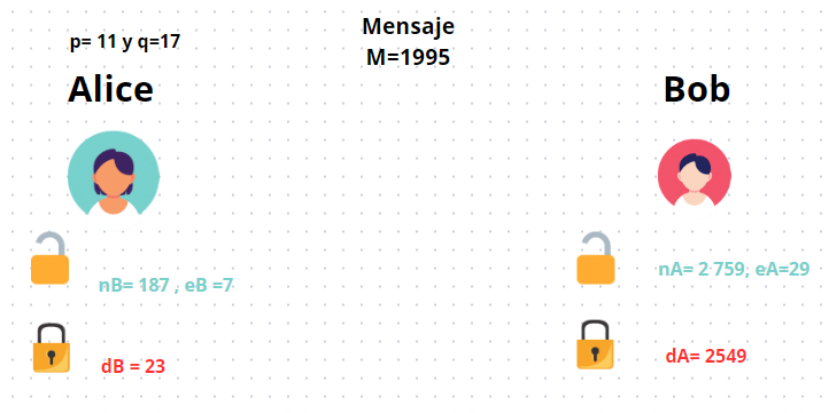 Mensaje
M=1995
p= 11 y q=17
Alice
Bob
nB= 187 , eB =7
nA= 2 759; eA=29
dB = 23
dA= 2549